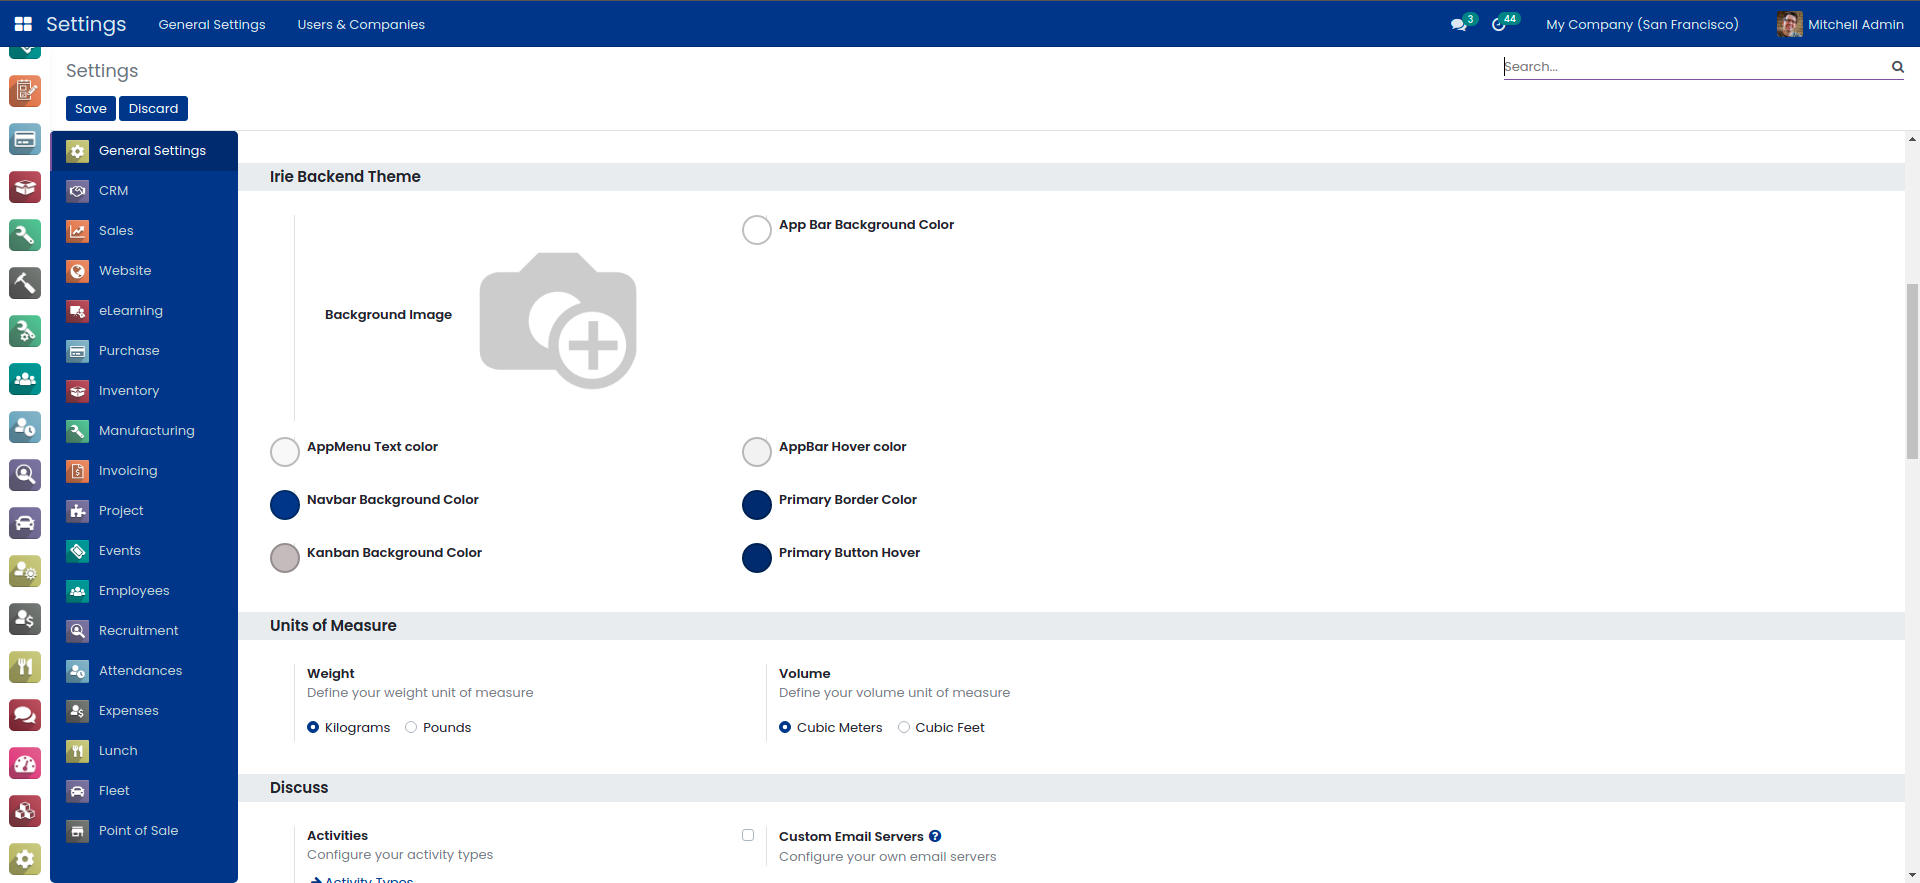 Settings
General Settings
Users & Companies
3
44
My Company (San Francisco)
Mitchell Admin
Settings
Search...
Save
Discard
General Settings
CRM
Sales
Website
eLearning
Purchase
Inventory
Manufacturing
Invoicing
Project
Events
Employees
Recruitment
Attendances
Expenses
Lunch
Fleet
Point of Sale
Irie Backend Theme
Background Image
App Bar Background Color
AppMenu Text color
AppBar Hover color
Navbar Background Color
Primary Border Color
Kanban Background Color
Primary Button Hover
Units of Measure
Weight
Define your weight unit of measure
Kilograms
Pounds
Volume
Define your volume unit of measure
Cubic Meters
Cubic Feet
Discuss
Activities
Configure your activity types
Activity Types
Custom Email Servers
Configure your own email servers